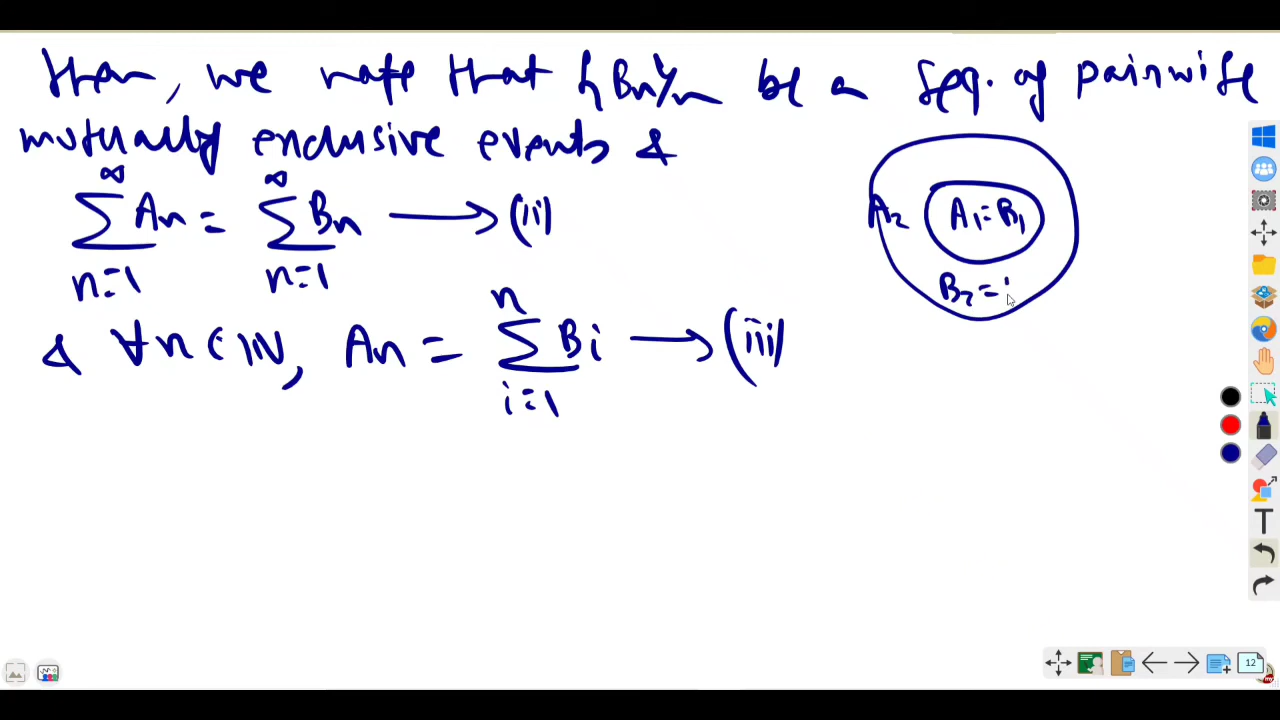 then, we note that {Bn}n be a seq. of pairwise
mutually exclusive events &
∞ ∞
∑ An = ∑ Bn ⟶ (ii)
n=1 n=1
& ∀n ∈ ℕ, An = n∑i=1 Bi ⟶ (iii)
A2 A1=B1
B2=
12